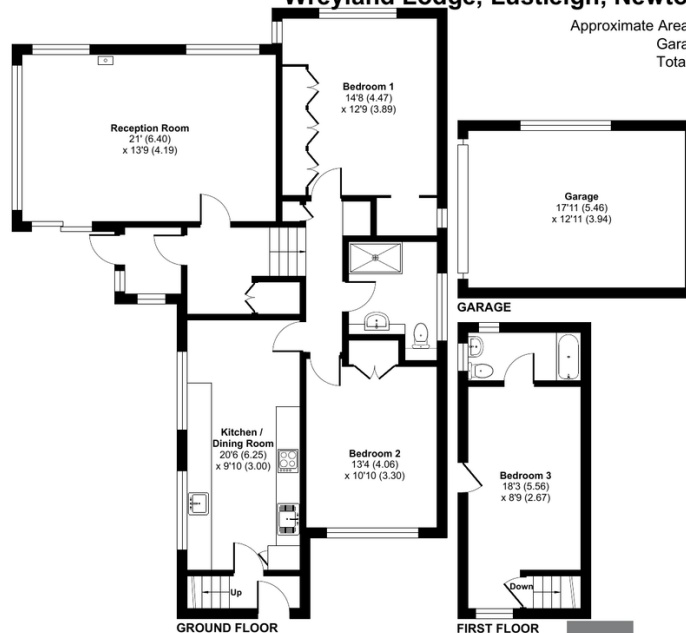 Wreyland Lodge, Lustleigh,
Approximate Area
Bedroom 1
14'8 (4.47)
x 12'9 (3.89)
Reception Room
21' (6.40)
x 13'9 (4.19)
Garage
17'11 (5.46)
x 12'11 (3.94)
GARAGE
Kitchen /
Dining Room
20'6 (6.25)
x 9'10 (3.00)
Bedroom 2
13'4 (4.06)
x 10'10 (3.30)
Bedroom 3
18'3 (5.56)
x 8'9 (2.67)
Up
Down
GROUND FLOOR
FIRST FLOOR